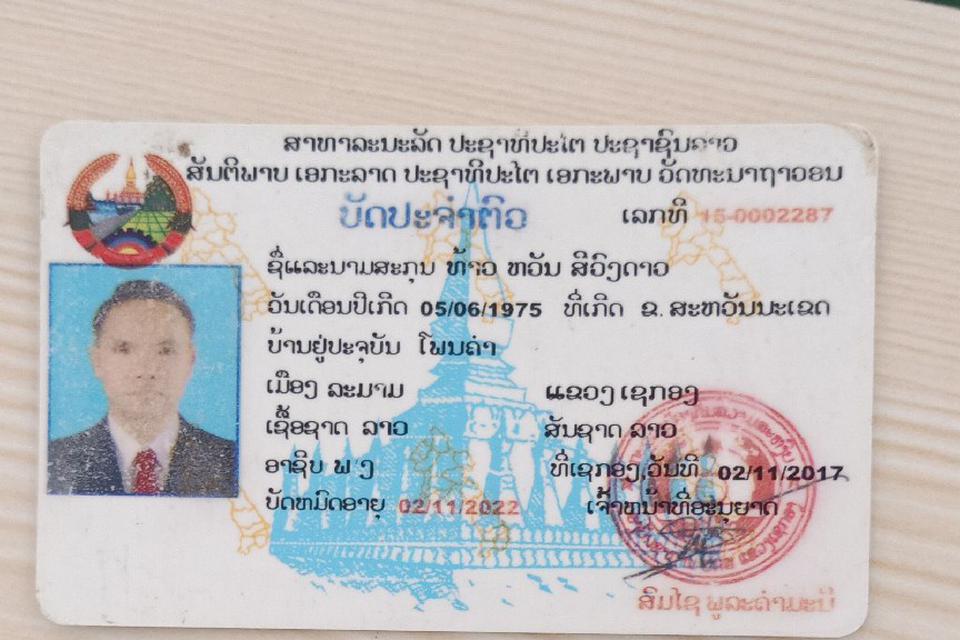 ສາທາລະນະລັດ ປະຊາທິປະໄຕ ປະຊາຊົນລາວ
ສັນຕິພາບ ເອກະລາດ ປະຊາທິປະໄຕ ເອກະພາບ ວັດທະນາຖາວອນ
ບັດປະຈຳຕົວ ເລກທີ 15-0002287
ຊື່ແລະນາມສະກຸນ ທ້າວ ຫວັນ ສີວົງດາວ
ວັນເດືອນປີເກີດ 05/06/1975 ທີ່ເກີດ ຂ. ສະຫວັນນະເຂດ
ບ້ານຢູ່ປະຈຸບັນ ໂພນຄຳ
ເມືອງ ລະມາມ ແຂວງ ເຊກອງ
ເຊື້ອຊາດ ລາວ ສັນຊາດ ລາວ
ອາຊີບ ພ ງ ທີ່ເຊກອງ,ວັນທີ 02/11/2017
ບັດຫມົດອາຍຸ 02/11/2022 ເຈົ້າຫນ້າທີ່ອະນຸຍາດ
ສົມໄຊ ພູລະຄຳມະນີ